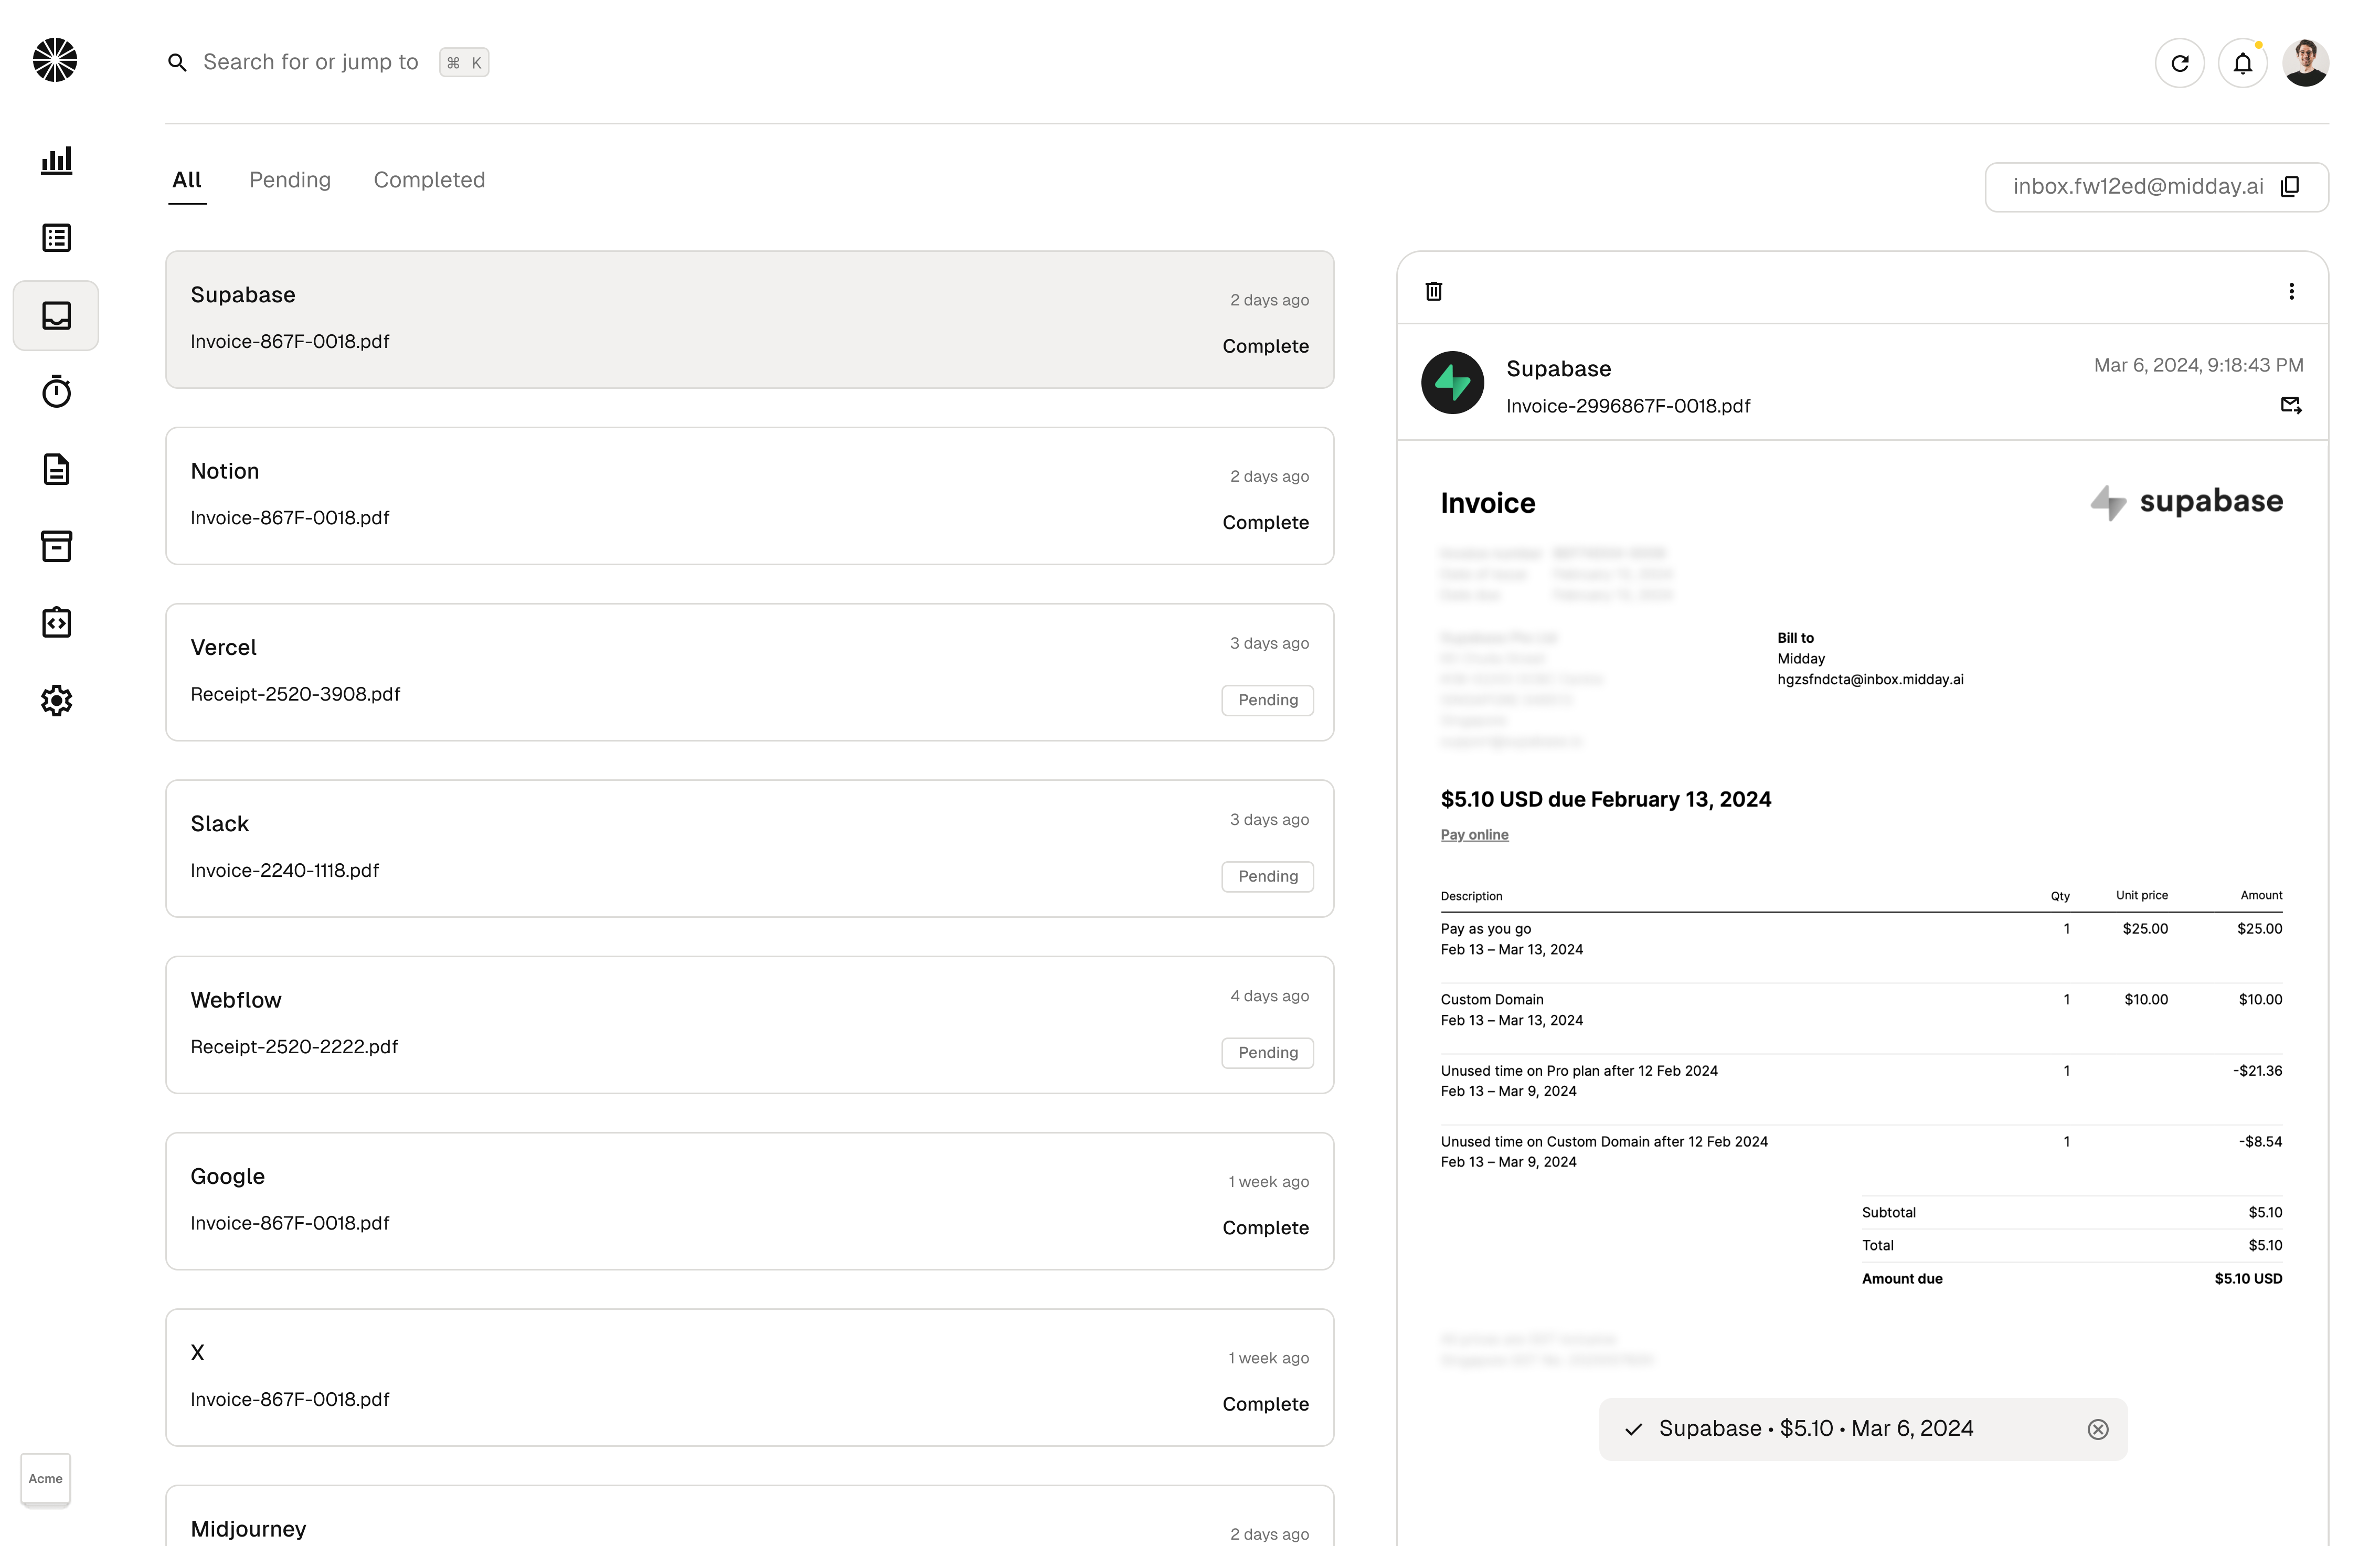 Search for or jump to ⌘ K
All Pending Completed
inbox.fw12ed@midday.ai
Supabase
2 days ago
Invoice-867F-0018.pdf
Complete
Notion
2 days ago
Invoice-867F-0018.pdf
Complete
Vercel
3 days ago
Receipt-2520-3908.pdf
Pending
Slack
3 days ago
Invoice-2240-1118.pdf
Pending
Webflow
4 days ago
Receipt-2520-2222.pdf
Pending
Google
1 week ago
Invoice-867F-0018.pdf
Complete
X
1 week ago
Invoice-867F-0018.pdf
Complete
Midjourney
2 days ago
Acme
Supabase
Mar 6, 2024, 9:18:43 PM
Invoice-2996867F-0018.pdf
Invoice
supabase
Bill to
Midday
hgzsfndcta@inbox.midday.ai
$5.10 USD due February 13, 2024
Pay online
Description Qty Unit price Amount
Pay as you go 1 $25.00 $25.00
Feb 13 – Mar 13, 2024
Custom Domain 1 $10.00 $10.00
Feb 13 – Mar 13, 2024
Unused time on Pro plan after 12 Feb 2024 1 -$21.36
Feb 13 – Mar 9, 2024
Unused time on Custom Domain after 12 Feb 2024 1 -$8.54
Feb 13 – Mar 9, 2024
Subtotal $5.10
Total $5.10
Amount due $5.10 USD
Supabase • $5.10 • Mar 6, 2024